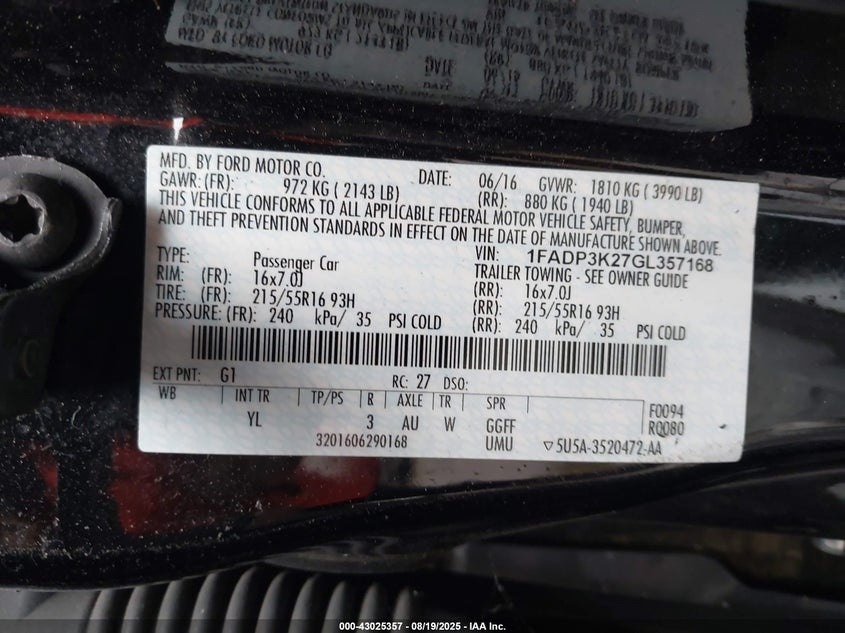 MFD. BY FORD MOTOR CO. DATE: 06/16 GVWR: 1810 KG ( 3990 LB)
GAWR: (FR): 972 KG ( 2143 LB) (RR): 880 KG ( 1940 LB)
THIS VEHICLE CONFORMS TO ALL APPLICABLE FEDERAL MOTOR VEHICLE SAFETY, BUMPER,
AND THEFT PREVENTION STANDARDS IN EFFECT ON THE DATE OF MANUFACTURE SHOWN ABOVE.
VIN: 1FADP3K27GL357168
TYPE: Passenger Car TRAILER TOWING - SEE OWNER GUIDE
RIM: (FR): 16x7.0J (RR): 16x7.0J
TIRE: (FR): 215/55R16 93H (RR): 215/55R16 93H
PRESSURE: (FR): 240 kPa/ 35 PSI COLD (RR): 240 kPa/ 35 PSI COLD
EXT PNT: G1 RC: 27 DSO:
WB INT TR TP/PS R AXLE TR SPR F0094
YL 3 AU W GGFF RQ080
3201606290168 UMU ▽5U5A-3520472-AA
000-43025357 - 08/19/2025 - IAA Inc.